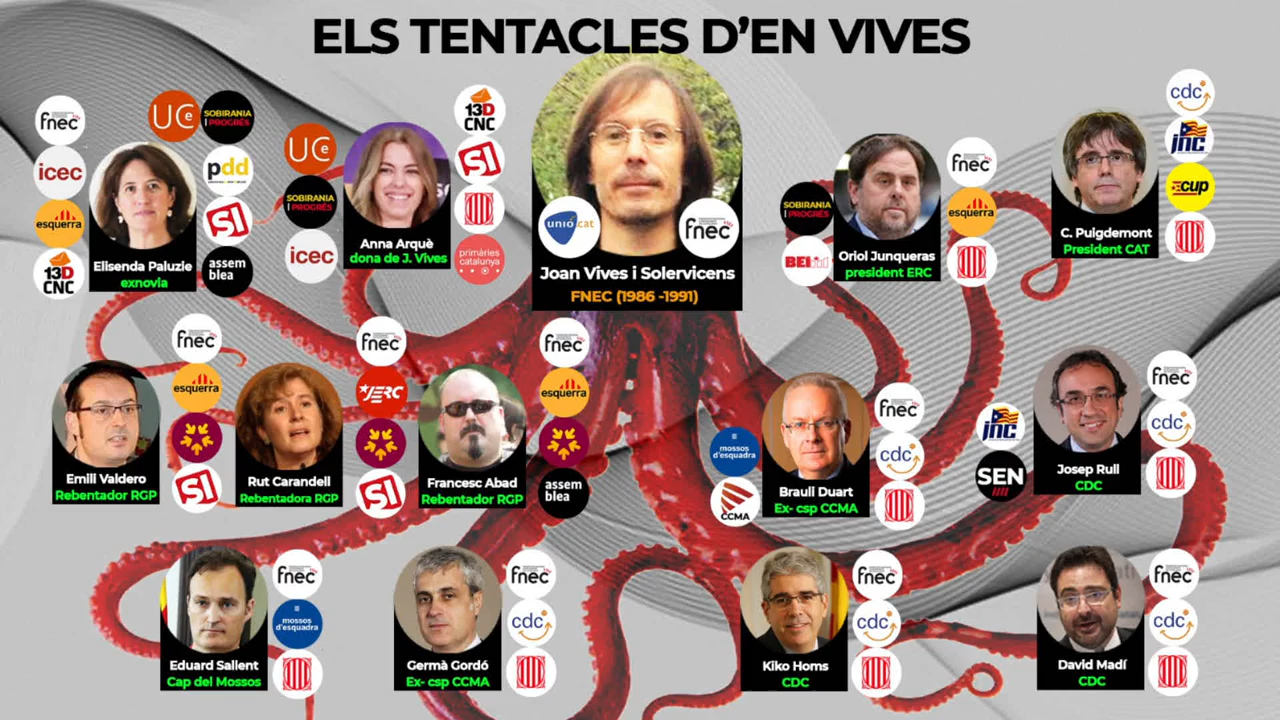 ELS TENTACLES D'EN VIVES
fnec
icec
esquerra
13D
CNC
UCe
SOBIRANIA
I PROGRÉS
pdd
SI
assem
blea
Elisenda Paluzie
exnovia
UCe
SOBIRANIA
I PROGRÉS
icec
13D
CNC
SI
primàries
catalunya
Anna Arquè
dona de J. Vives
unió.cat
fnec
Joan Vives i Solervicens
FNEC (1986 -1991)
SOBIRANIA
I PROGRÉS
fnec
esquerra
Oriol Junqueras
president ERC
cdc
JNC
cup
C. Puigdemont
President CAT
fnec
esquerra
SI
Emili Valdero
Rebentador RGP
fnec
JERC
SI
Rut Carandell
Rebentadora RGP
fnec
esquerra
assem
blea
Francesc Abad
Rebentador RGP
mossos
d'esquadra
CCMA
fnec
cdc
Brauli Duart
Ex- csp CCMA
JNC
SEN
fnec
cdc
Josep Rull
CDC
fnec
mossos
d'esquadra
Eduard Sallent
Cap del Mossos
fnec
cdc
Germà Gordó
Ex- csp CCMA
fnec
cdc
Kiko Homs
CDC
fnec
cdc
David Madí
CDC